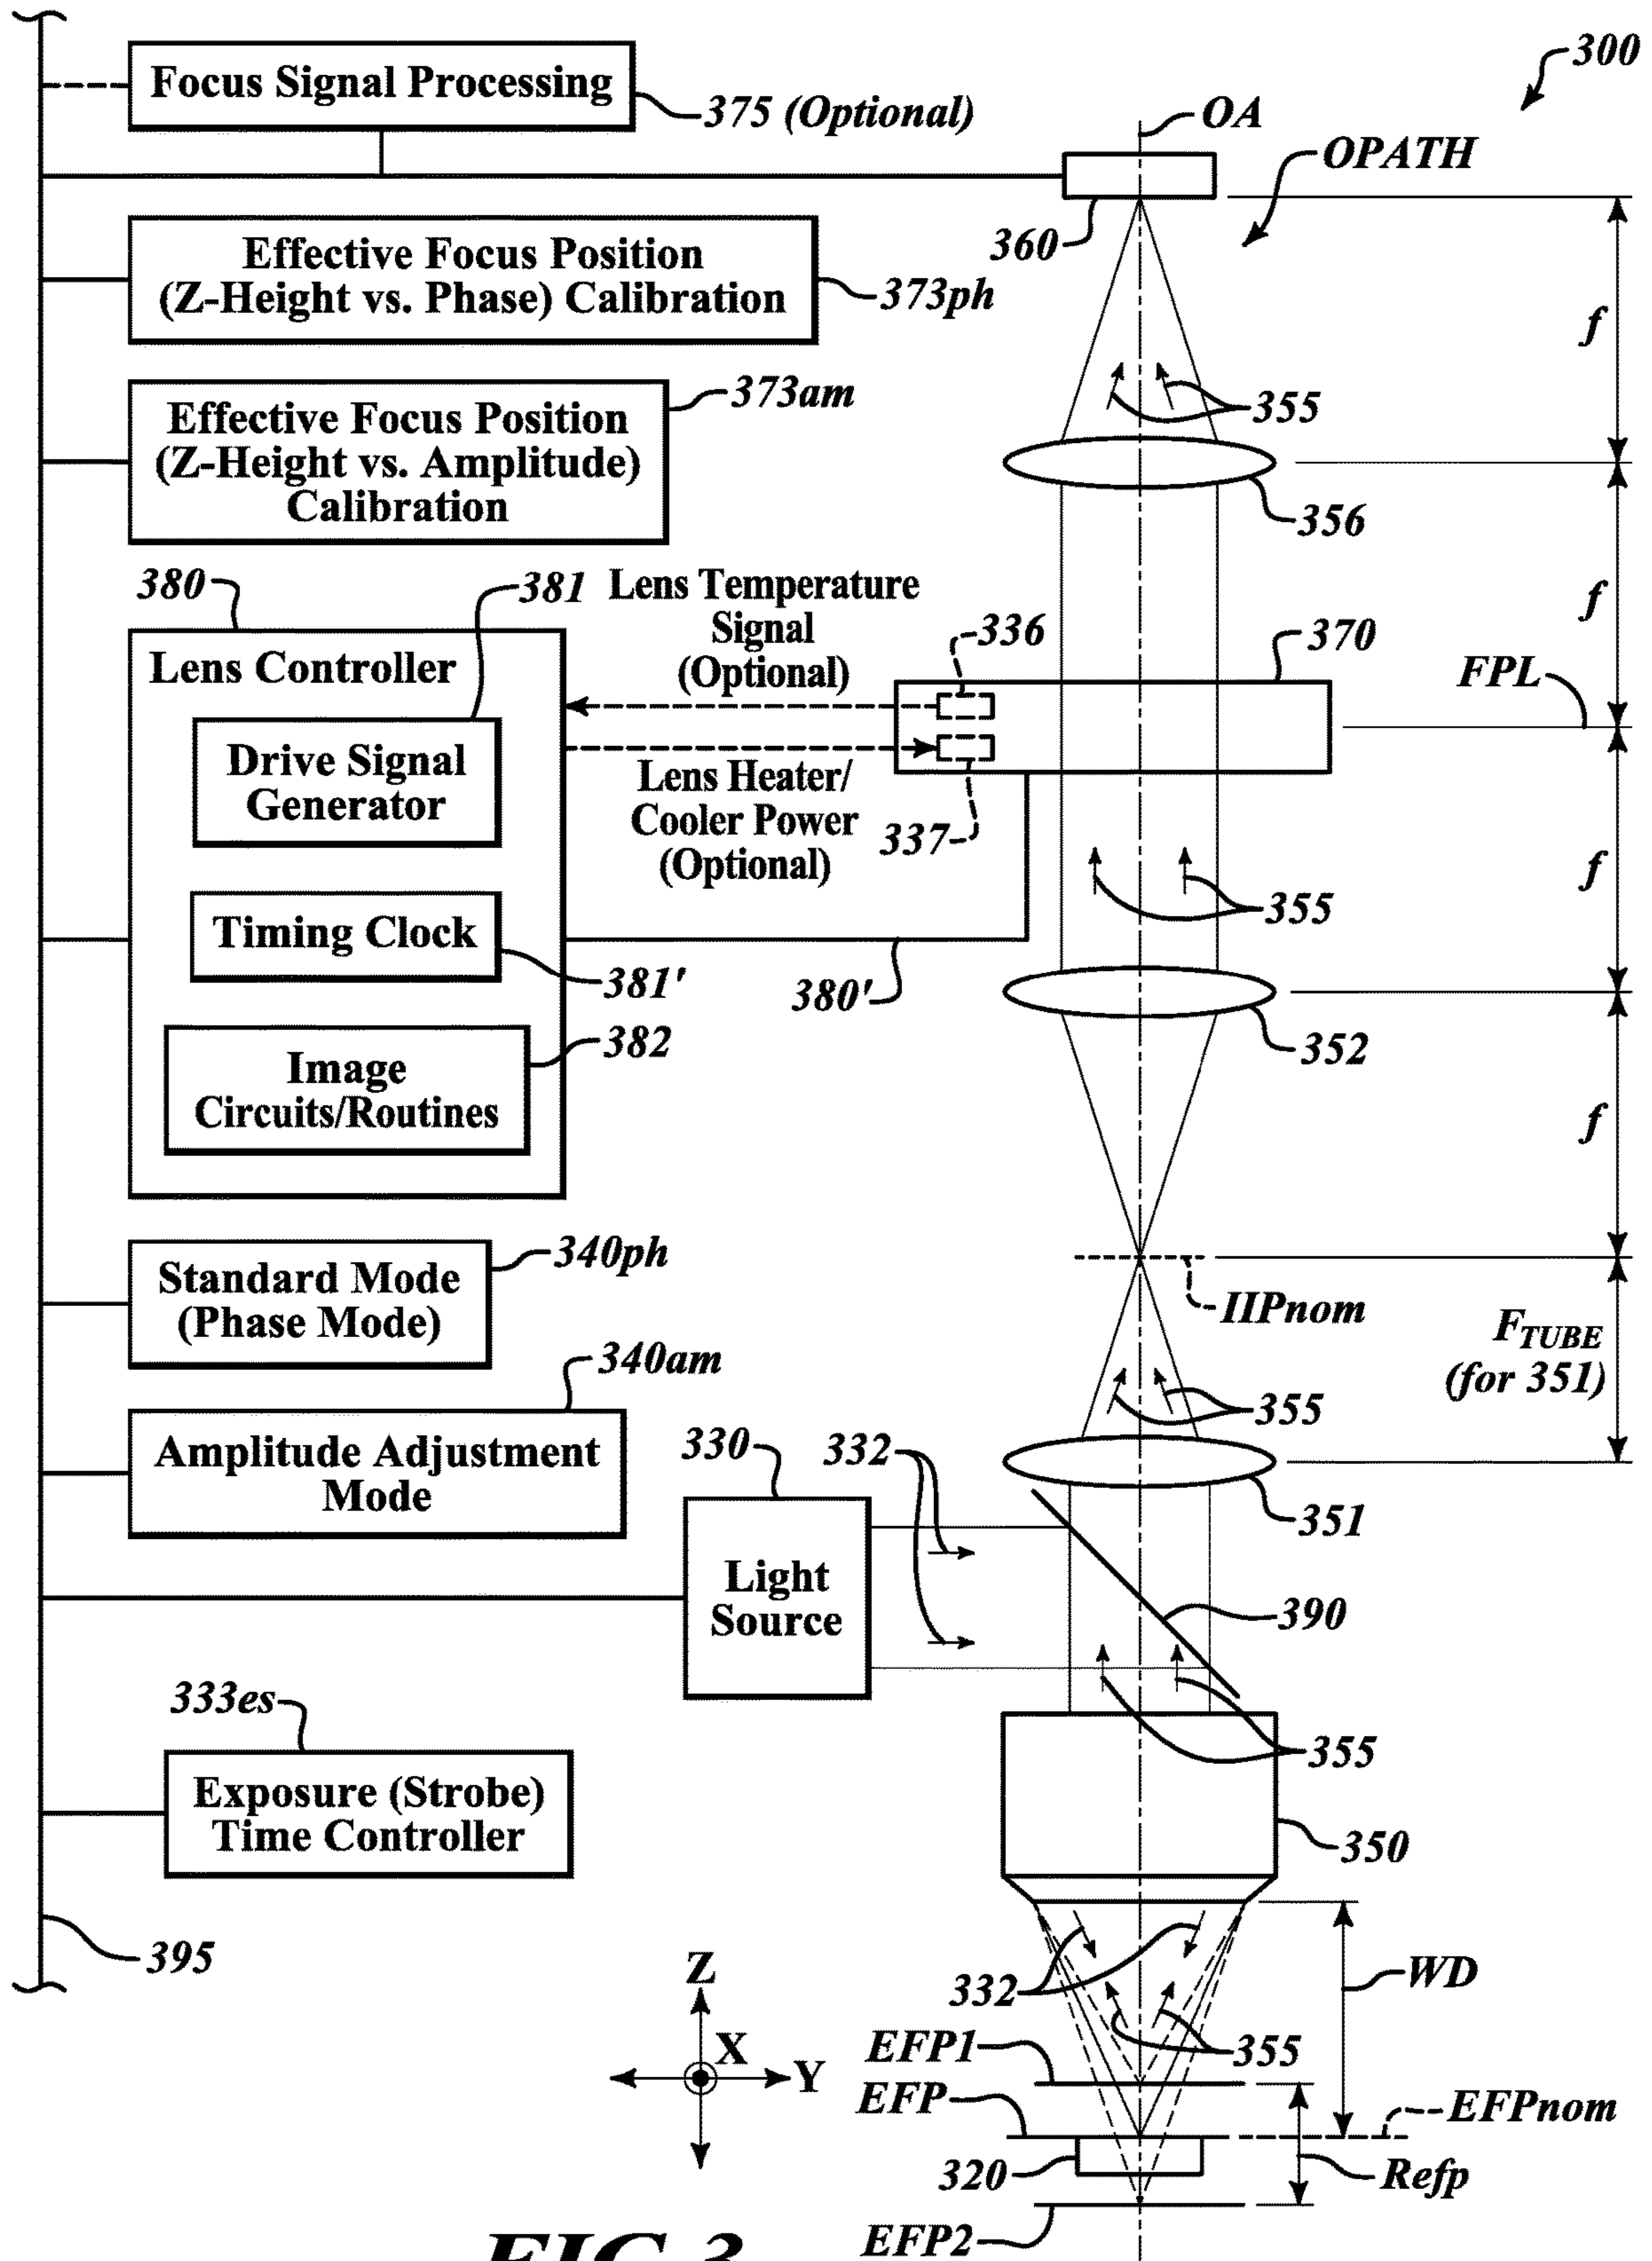 300
Focus Signal Processing
375 (Optional)
OA
OPATH
360
Effective Focus Position
(Z-Height vs. Phase) Calibration
373ph
f
Effective Focus Position
(Z-Height vs. Amplitude)
Calibration
373am
355
356
380
381
Lens Temperature
Signal
(Optional)
336
370
f
FPL
Lens Controller
Drive Signal
Generator
Lens Heater/
Cooler Power
(Optional)
337
355
f
Timing Clock
381'
380'
352
382
Image
Circuits/Routines
f
340ph
Standard Mode
(Phase Mode)
IIPnom
FTUBE
(for 351)
340am
Amplitude Adjustment
Mode
355
330
332
351
Light
Source
390
333es
Exposure (Strobe)
Time Controller
355
350
395
Z
X
Y
332
WD
355
EFP1
EFP
EFPnom
320
Refp
EFP2
FIG.3